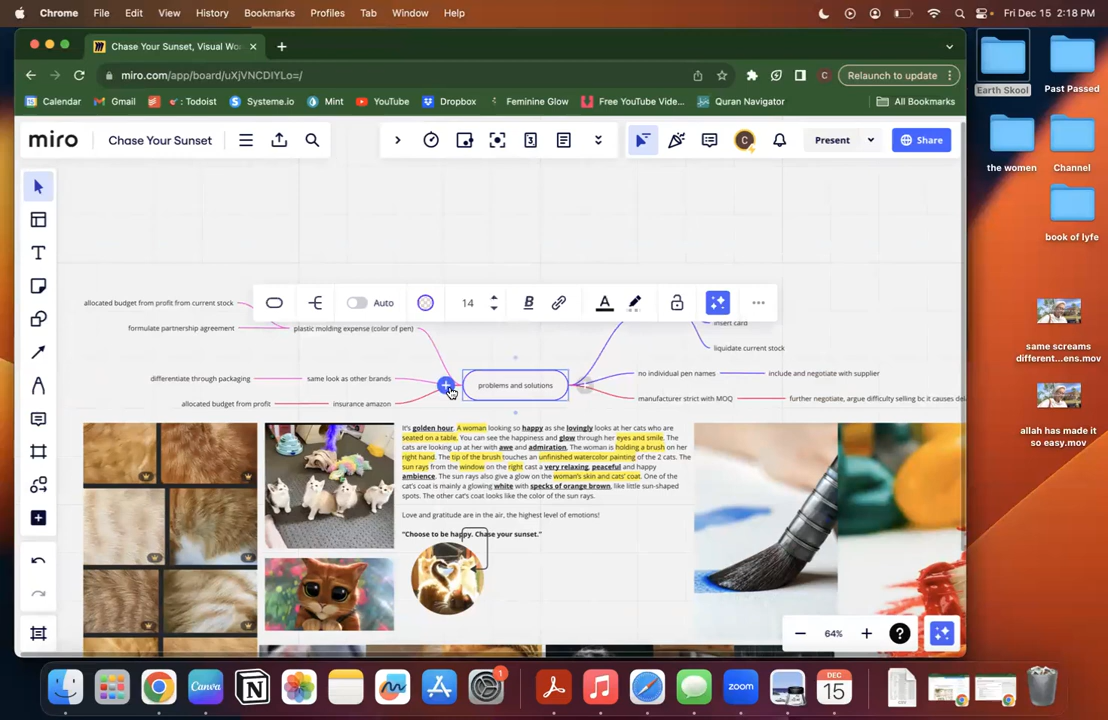 Chrome File Edit View History Bookmarks Profiles Tab Window Help Fri Dec 15 2:18 PM
Chase Your Sunset, Visual Wo
miro.com/app/board/uXjVNCDIYLo=/ C Relaunch to update
Calendar Gmail : Todoist Systeme.io Mint YouTube Dropbox Feminine Glow Free YouTube Vide... Quran Navigator All Bookmarks
miro Chase Your Sunset 3 C Present Share
Auto 14 B A
allocated budget from profit from current stock
insert card
formulate partnership agreement plastic molding expense (color of pen)
liquidate current stock
differentiate through packaging same look as other brands problems and solutions no individual pen names include and negotiate with supplier
allocated budget from profit insurance amazon manufacturer strict with MOQ further negotiate, argue difficulty selling bc it causes del
It's golden hour. A woman looking so happy as she lovingly looks at her cats who are
seated on a table. You can see the happiness and glow through her eyes and smile. The
cats are looking up at her with awe and admiration. The woman is holding a brush on her
right hand. The tip of the brush touches an unfinished watercolor painting of the 2 cats. The
sun rays from the window on the right cast a very relaxing, peaceful and happy
ambience. The sun rays also give a glow on the woman's skin and cats' coat. One of the
cat's coat is mainly a glowing white with specks of orange brown, like little sun-shaped
spots. The other cat's coat looks like the color of the sun rays.
Love and gratitude are in the air, the highest level of emotions!
"Choose to be happy. Chase your sunset."
64% ?
Earth Skool Past Passed
the women Channel
book of lyfe
same screams
different...ens.mov
allah has made it
so easy.mov
Canva 1 zoom DEC
15 CSV